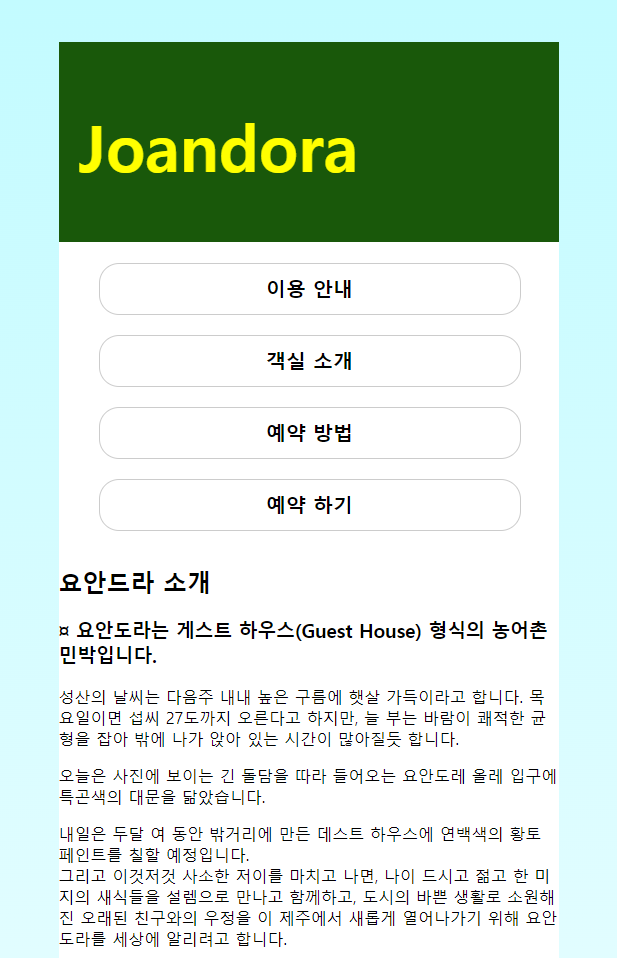 Joandora
이용 안내
객실 소개
예약 방법
예약 하기
요안드라 소개
¤ 요안도라는 게스트 하우스(Guest House) 형식의 농어촌
민박입니다.
성산의 날씨는 다음주 내내 높은 구름에 햇살 가득이라고 합니다. 목
요일이면 섭씨 27도까지 오른다고 하지만, 늘 부는 바람이 쾌적한 균
형을 잡아 밖에 나가 앉아 있는 시간이 많아질듯 합니다.
오늘은 사진에 보이는 긴 돌담을 따라 들어오는 요안도레 올레 입구에
특곤색의 대문을 닮았습니다.
내일은 두달 여 동안 밖거리에 만든 데스트 하우스에 연백색의 황토
페인트를 칠할 예정입니다.
그리고 이것저것 사소한 저이를 마치고 나면, 나이 드시고 젊고 한 미
지의 새식들을 설렘으로 만나고 함께하고, 도시의 바쁜 생활로 소원해
진 오래된 친구와의 우정을 이 제주에서 새롭게 열어나가기 위해 요안
도라를 세상에 알리려고 합니다.